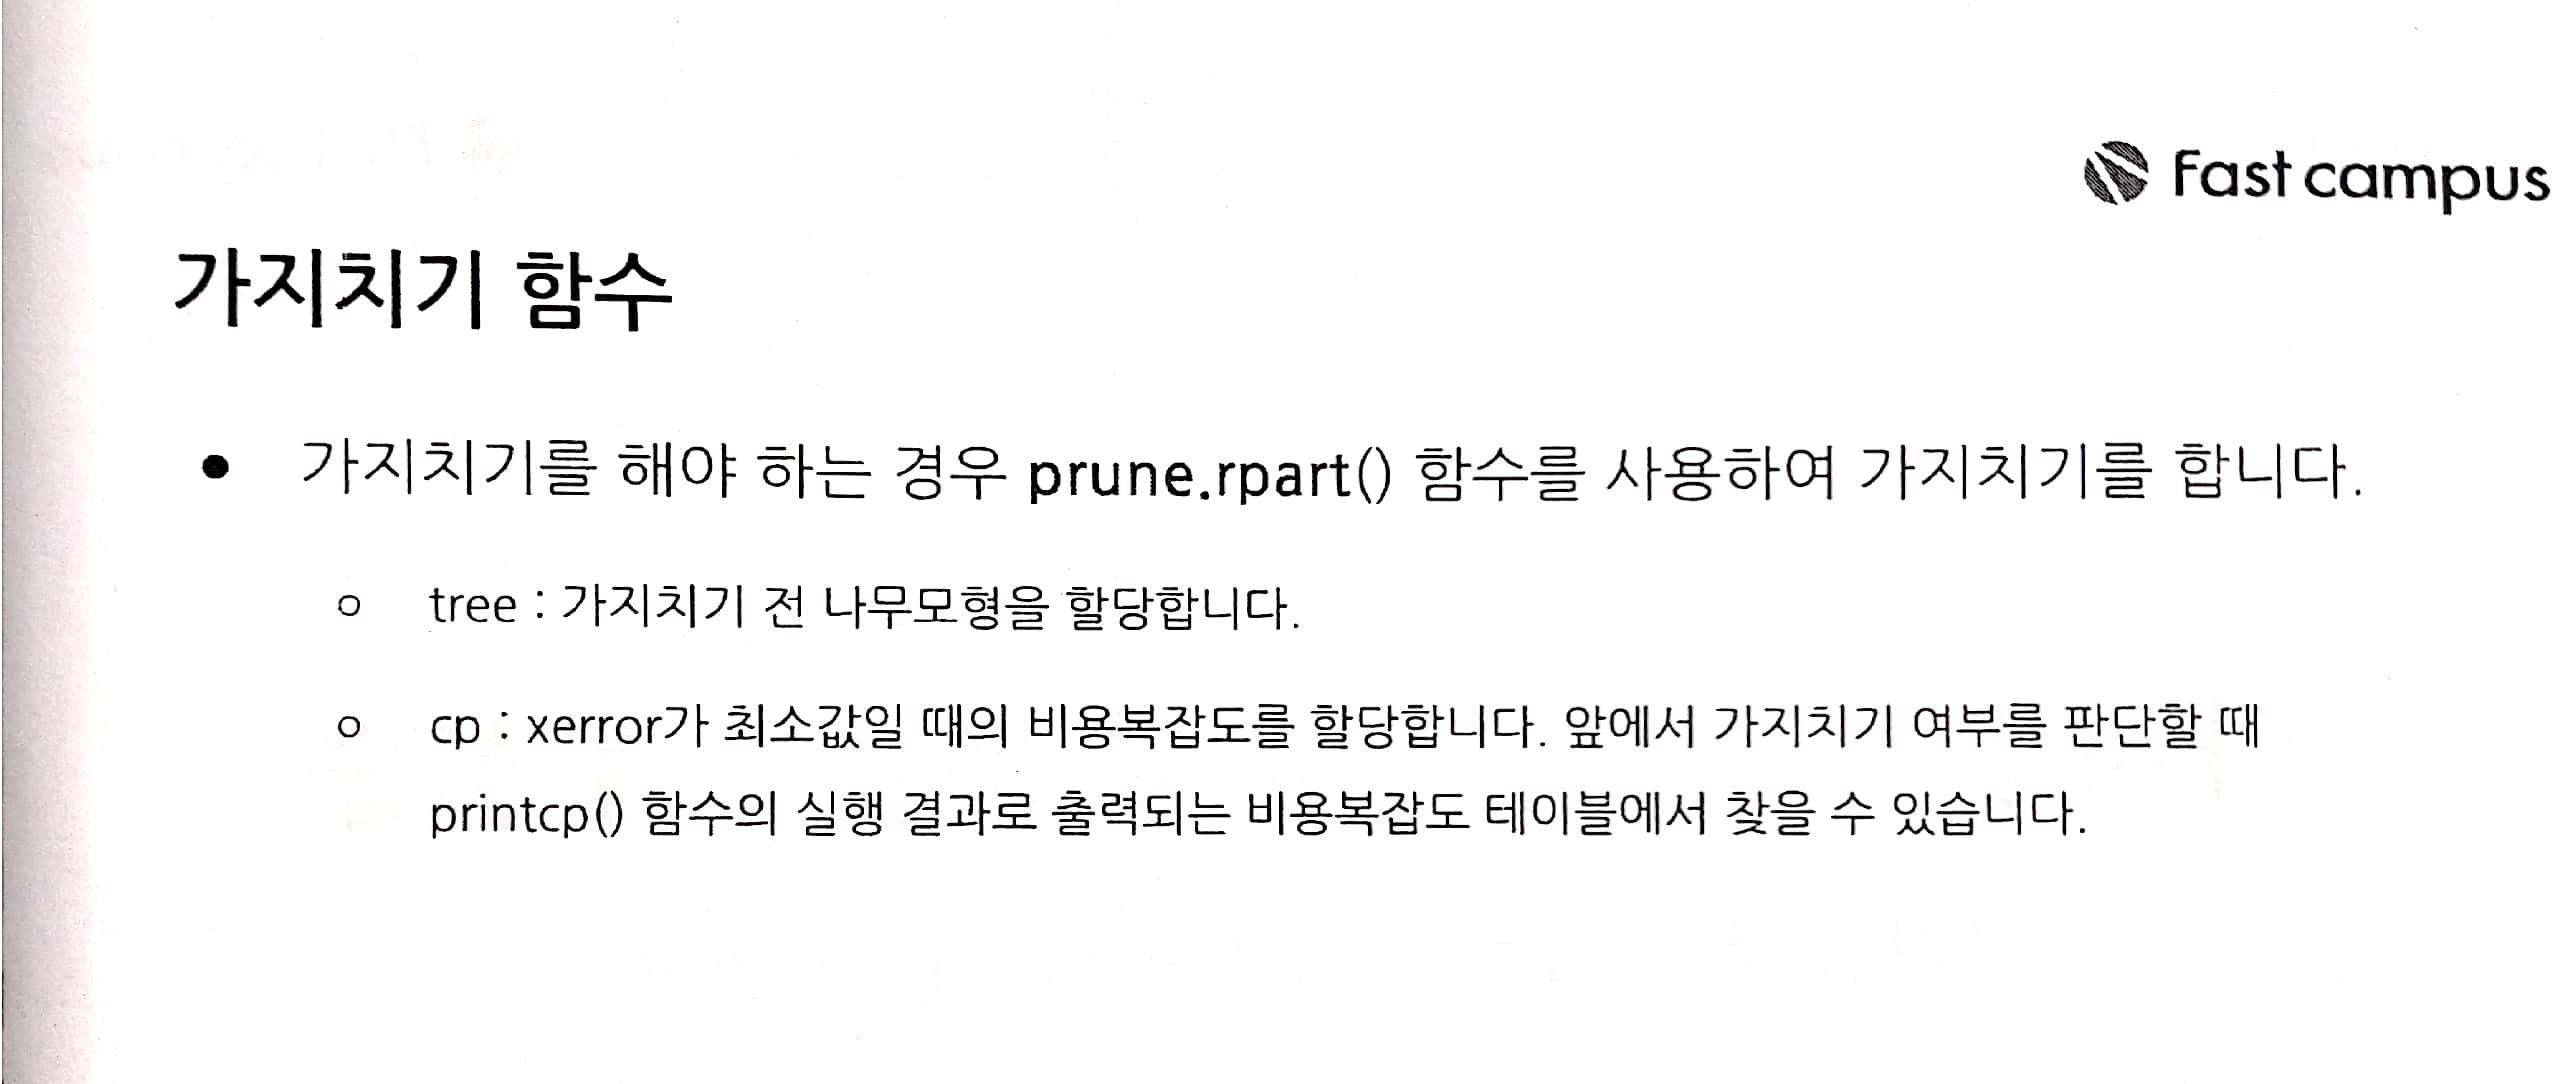 Fast campus
가지치기 함수
● 가지치기를 해야 하는 경우 prune.rpart() 함수를 사용하여 가지치기를 합니다.
○ tree : 가지치기 전 나무모형을 할당합니다.
○ cp : xerror가 최소값일 때의 비용복잡도를 할당합니다. 앞에서 가지치기 여부를 판단할 때
printcp() 함수의 실행 결과로 출력되는 비용복잡도 테이블에서 찾을 수 있습니다.